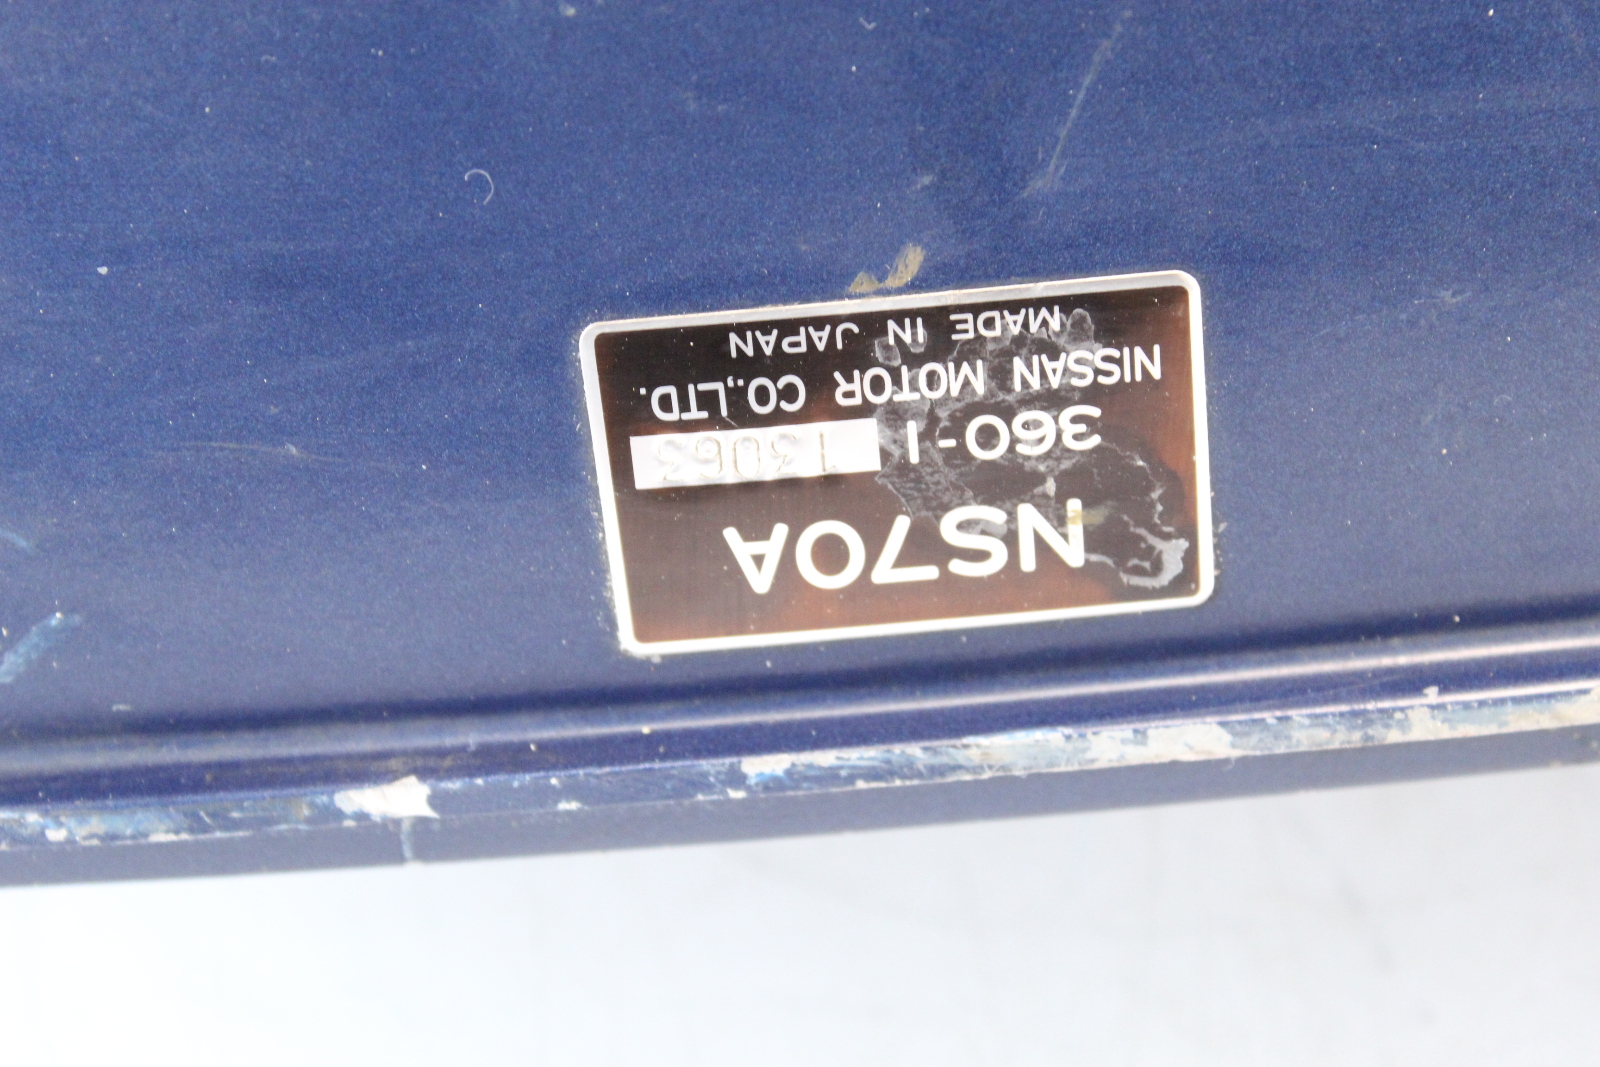 NS70A
360-1 13063
NISSAN MOTOR CO.,LTD.
MADE IN JAPAN